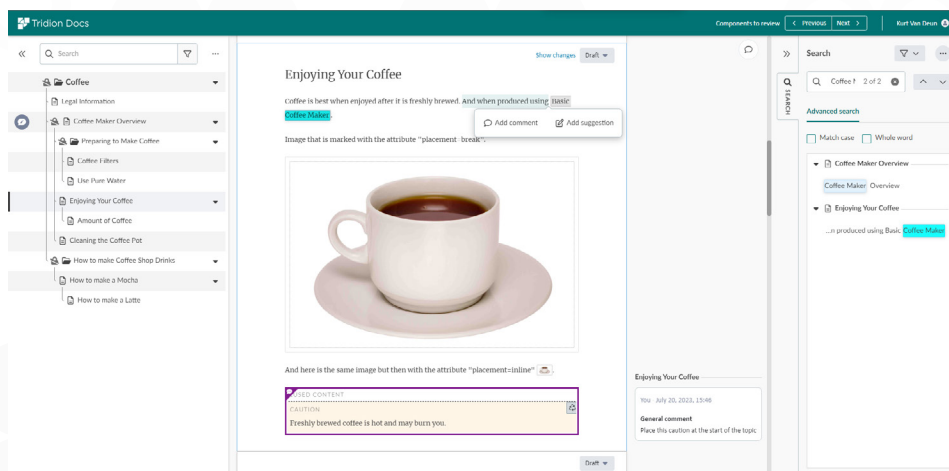 Tridion Docs
Components to review
Previous
Next
Kurt Van Deun
Search
Coffee
Legal Information
Coffee Maker Overview
Preparing to Make Coffee
Coffee Filters
Use Pure Water
Enjoying Your Coffee
Amount of Coffee
Cleaning the Coffee Pot
How to make Coffee Shop Drinks
How to make a Mocha
How to make a Latte
Show changes
Draft
Enjoying Your Coffee
Coffee is best when enjoyed after it is freshly brewed. And when produced using Basic
Coffee Maker.
Add comment
Add suggestion
Image that is marked with the attribute "placement=break".
And here is the same image but then with the attribute "placement=inline"
USED CONTENT
CAUTION
Freshly brewed coffee is hot and may burn you.
Draft
Enjoying Your Coffee
You · July 20, 2023, 15:46
General comment
Place this caution at the start of the topic
SEARCH
Search
Coffee 2 of 2
Advanced search
Match case
Whole word
Coffee Maker Overview
Coffee Maker Overview
Enjoying Your Coffee
...n produced using Basic Coffee Maker